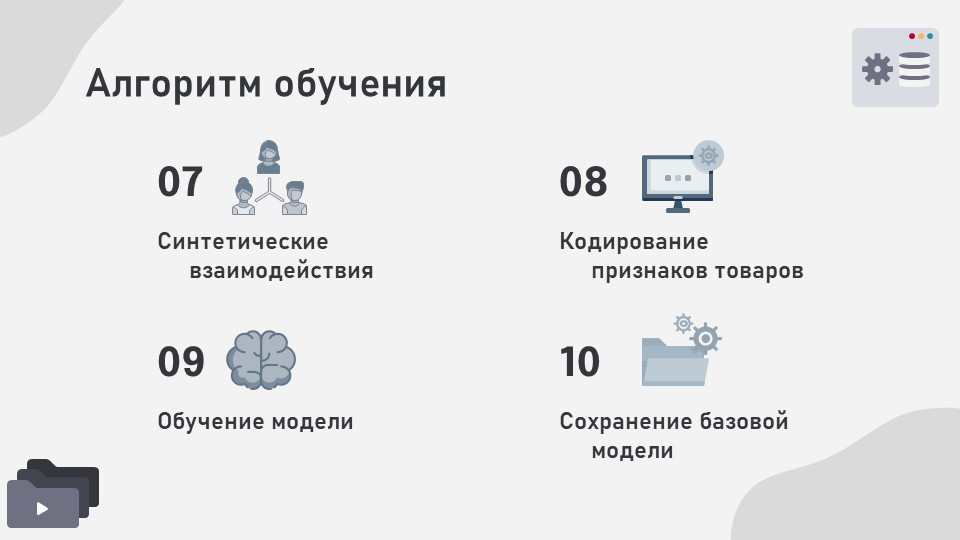 Алгоритм обучения
07
Синтетические
взаимодействия
08
Кодирование
признаков товаров
09
Обучение модели
10
Сохранение базовой
модели